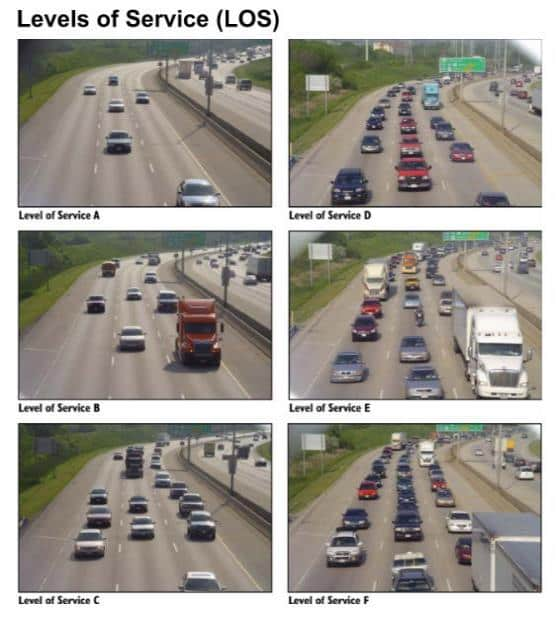 Levels of Service (LOS)
Level of Service A
Level of Service D
Level of Service B
Level of Service E
Level of Service C
Level of Service F